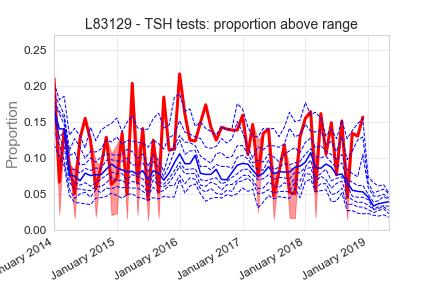 L83129 - TSH tests: proportion above range
Proportion
0.25
0.20
0.15
0.10
0.05
0.00
nuary 2014
January 2015
January 2016
January 2017
January 2018
January 2019